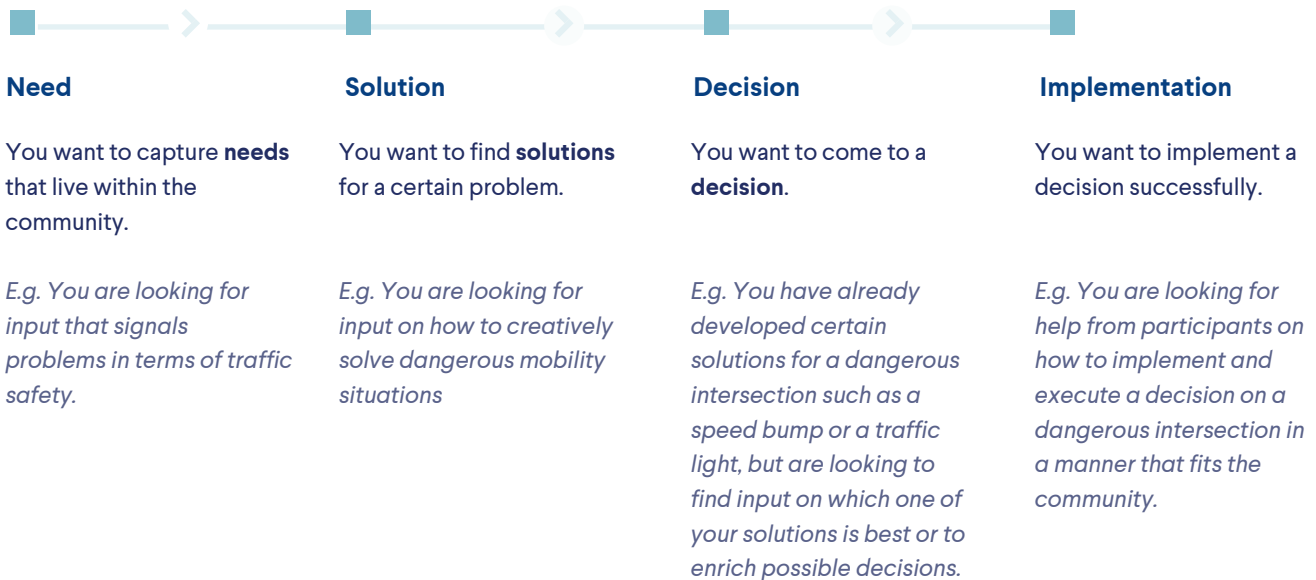 Need
You want to capture needs
that live within the
community.
E.g. You are looking for
input that signals
problems in terms of traffic
safety.
Solution
You want to find solutions
for a certain problem.
E.g. You are looking for
input on how to creatively
solve dangerous mobility
situations
Decision
You want to come to a
decision.
E.g. You have already
developed certain
solutions for a dangerous
intersection such as a
speed bump or a traffic
light, but are looking to
find input on which one of
your solutions is best or to
enrich possible decisions.
Implementation
You want to implement a
decision successfully.
E.g. You are looking for
help from participants on
how to implement and
execute a decision on a
dangerous intersection in
a manner that fits the
community.